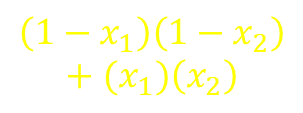 (1 − x₁)(1 − x₂)
+ (x₁)(x₂)